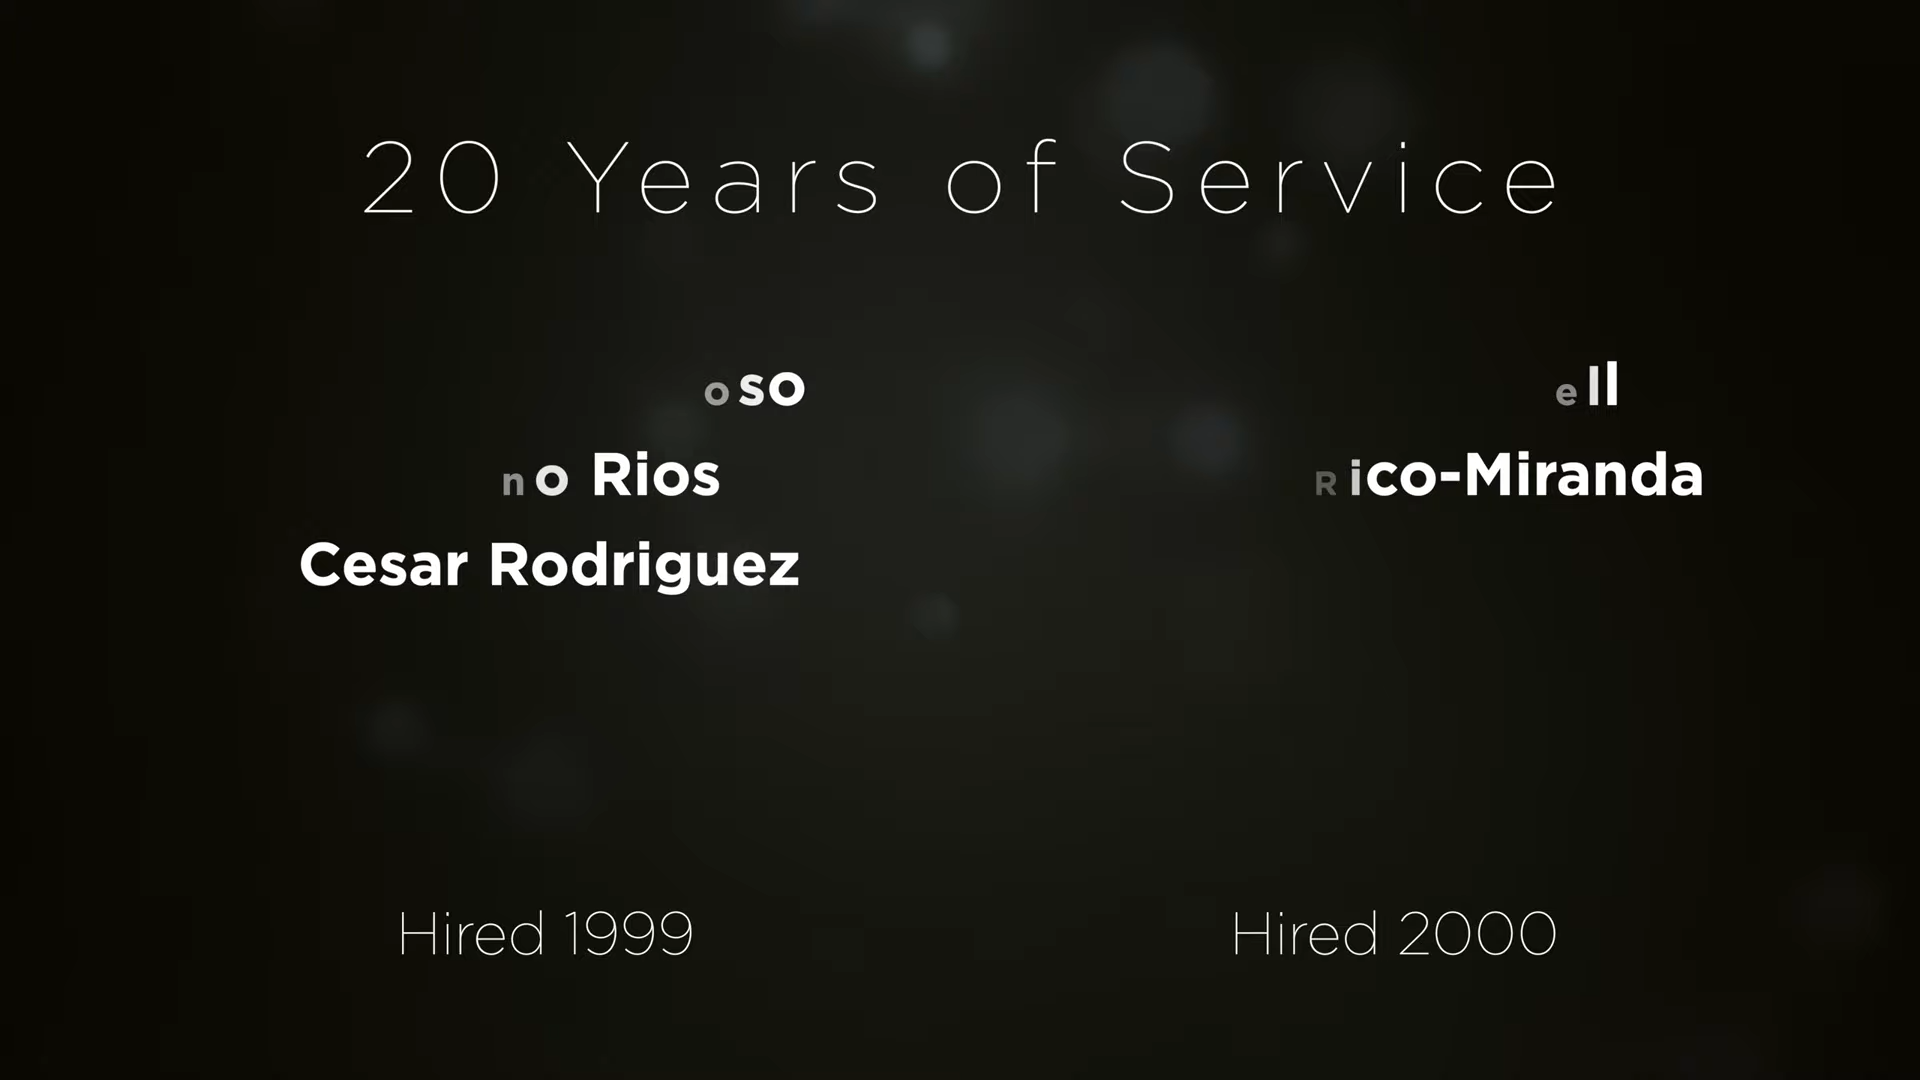 20 Years of Service
oso
no Rios
Cesar Rodriguez
Hired 1999
ell
Rico-Miranda
Hired 2000